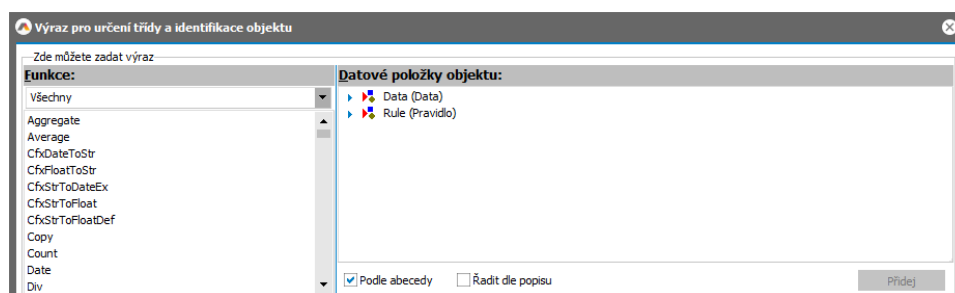 Výraz pro určení třídy a identifikace objektu
Zde můžete zadat výraz
Funkce:
Všechny
Aggregate
Average
CfxDateToStr
CfxFloatToStr
CfxStrToDateEx
CfxStrToFloat
CfxStrToFloatDef
Copy
Count
Date
Div
Datové položky objektu:
Data (Data)
Rule (Pravidlo)
Podle abecedy
Řadit dle popisu
Přidej